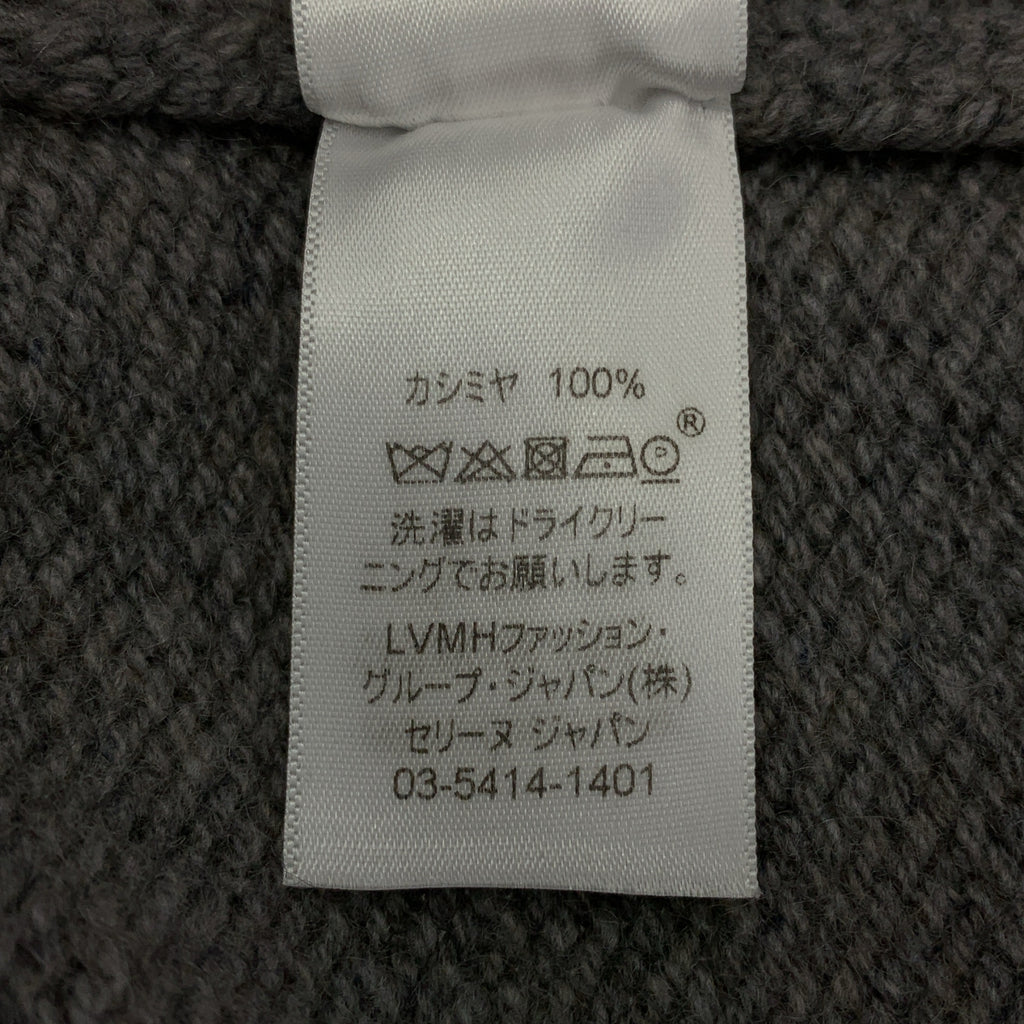 カシミヤ 100%
®
P
洗濯はドライクリー
ニングでお願いします。
LVMHファッション・
グループ・ジャパン(株)
セリーヌ ジャパン
03-5414-1401